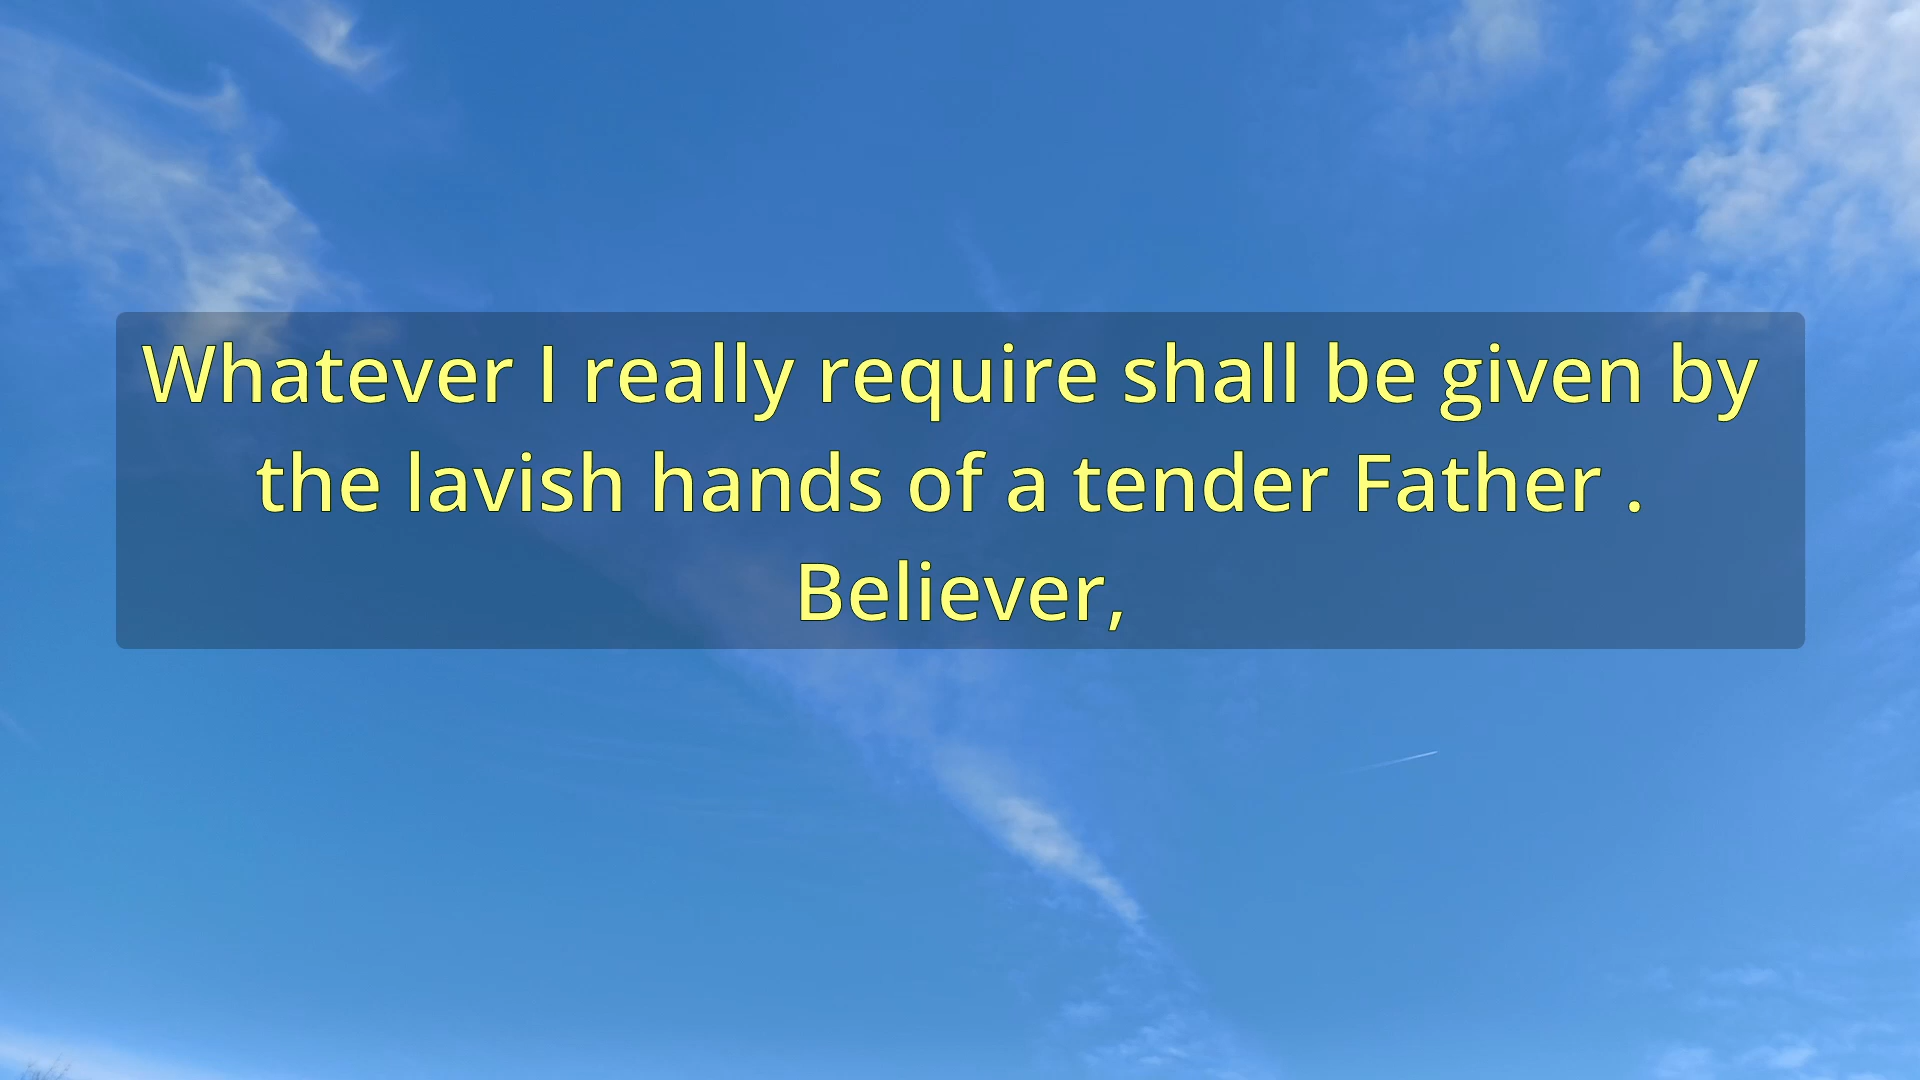 Whatever I really require shall be given by
the lavish hands of a tender Father .
Believer,